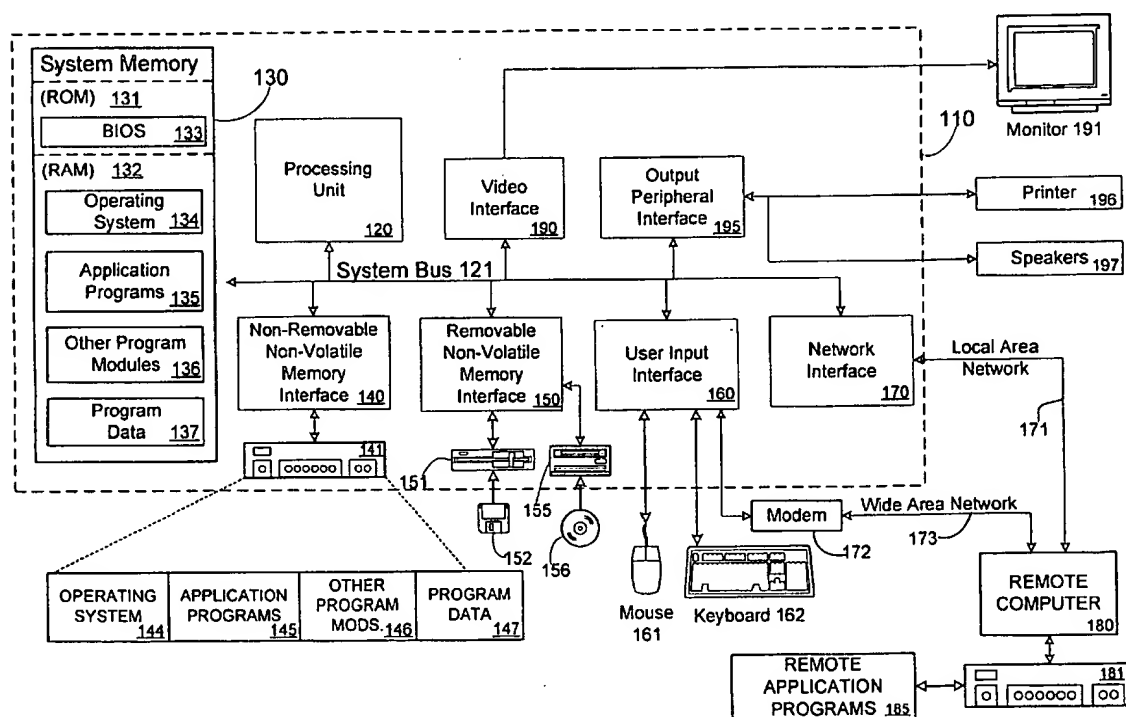 System Memory
(ROM) 131
BIOS 133
(RAM) 132
Operating
System 134
Application
Programs 135
Other Program
Modules 136
Program
Data 137
130
Processing
Unit
120
Video
Interface
190
Output
Peripheral
Interface
195
110
Monitor 191
Printer
196
Speakers
197
System Bus 121
Non-Removable
Non-Volatile
Memory
Interface
140
Removable
Non-Volatile
Memory
Interface 150
User Input
Interface
160
Network
Interface
170
Local Area
Network
171
141
151
152
155
156
Mouse
161
Keyboard 162
Modem
172
Wide Area Network
173
REMOTE
COMPUTER
180
181
REMOTE
APPLICATION
PROGRAMS 185
OPERATING
SYSTEM 144
APPLICATION
PROGRAMS 145
OTHER
PROGRAM
MODS. 146
PROGRAM
DATA 147